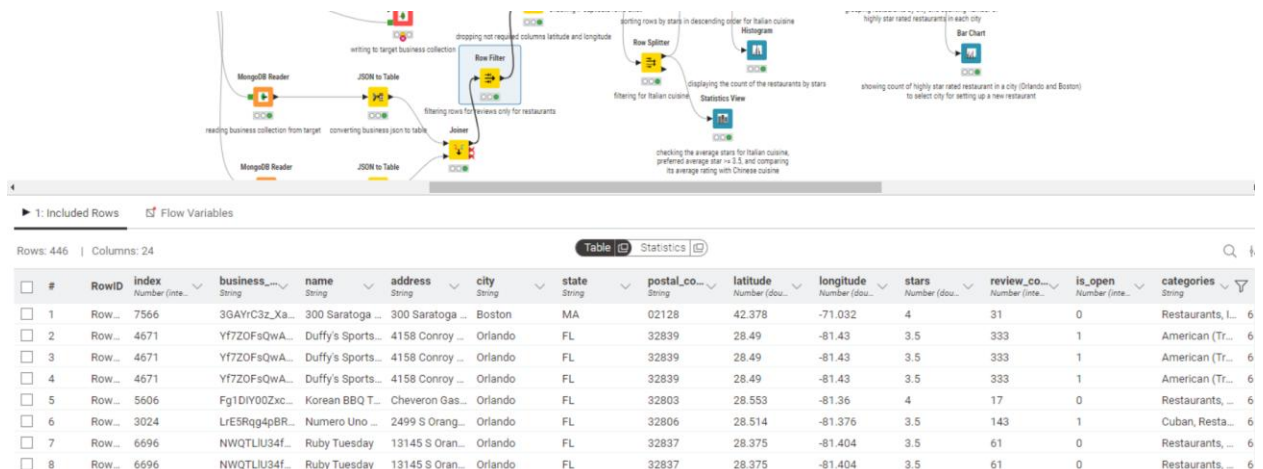 sorting rows by stars in descending order for Italian cuisine
highly star rated restaurants in each city
writing to target business collection
dropping not required columns latitude and longitude
Histogram
Bar Chart
Row Splitter
Row Filter
MongoDB Reader
JSON to Table
displaying the count of the restaurants by stars
showing count of highly star rated restaurant in a city (Orlando and Boston)
to select city for setting up a new restaurant
filtering for Italian cuisine
Statistics View
filtering rows for reviews only for restaurants
reading business collection from target
converting business json to table
Joiner
checking the average stars for Italian cuisine,
preferred average star >= 3.5, and comparing
its average rating with Chinese cuisine
MongoDB Reader
JSON to Table
1: Included Rows Flow Variables
Rows: 446 | Columns: 24 Table Statistics
# RowID index business_... name address city state postal_co... latitude longitude stars review_co... is_open categories
Number (inte... String String String String String String Number (dou... Number (dou... Number (dou... Number (inte... Number (inte... String
1 Row... 7566 3GAYrC3z_Xa... 300 Saratoga ... 300 Saratoga ... Boston MA 02128 42.378 -71.032 4 31 0 Restaurants, I... 6
2 Row... 4671 Yf7ZOFsQwA... Duffy's Sports... 4158 Conroy ... Orlando FL 32839 28.49 -81.43 3.5 333 1 American (Tr... 6
3 Row... 4671 Yf7ZOFsQwA... Duffy's Sports... 4158 Conroy ... Orlando FL 32839 28.49 -81.43 3.5 333 1 American (Tr... 6
4 Row... 4671 Yf7ZOFsQwA... Duffy's Sports... 4158 Conroy ... Orlando FL 32839 28.49 -81.43 3.5 333 1 American (Tr... 6
5 Row... 5606 Fg1DIY00Zxc... Korean BBQ T... Cheveron Gas... Orlando FL 32803 28.553 -81.36 4 17 0 Restaurants, ... 6
6 Row... 3024 LrE5Rqg4pBR... Numero Uno ... 2499 S Orang... Orlando FL 32806 28.514 -81.376 3.5 143 1 Cuban, Resta... 6
7 Row... 6696 NWQTLlU34f... Ruby Tuesday 13145 S Oran... Orlando FL 32837 28.375 -81.404 3.5 61 0 Restaurants, ... 6
8 Row... 6696 NWQTLlU34f... Ruby Tuesday 13145 S Oran... Orlando FL 32837 28.375 -81.404 3.5 61 0 Restaurants, ... 6